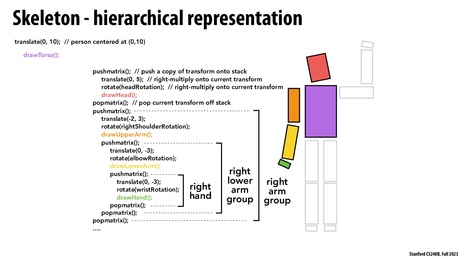 Skeleton - hierarchical representation
translate(0, 10);  // person centered at (0,10)
drawTorso();
pushmatrix();  // push a copy of transform onto stack
translate(0, 5);  // right-multiply onto current transform
rotate(headRotation);  // right-multiply onto current transform
drawHead();
popmatrix();  // pop current transform off stack
pushmatrix();
translate(-2, 3);
rotate(rightShoulderRotation);
drawUpperArm();
pushmatrix();
translate(0, -3);
rotate(elbowRotation);
drawLowerArm();
pushmatrix();
translate(0, -3);
rotate(wristRotation);
drawHand();
popmatrix();
popmatrix();
popmatrix();
....
right
hand
right
lower
arm
group
right
arm
group
Stanford CS248B, Fall 2023